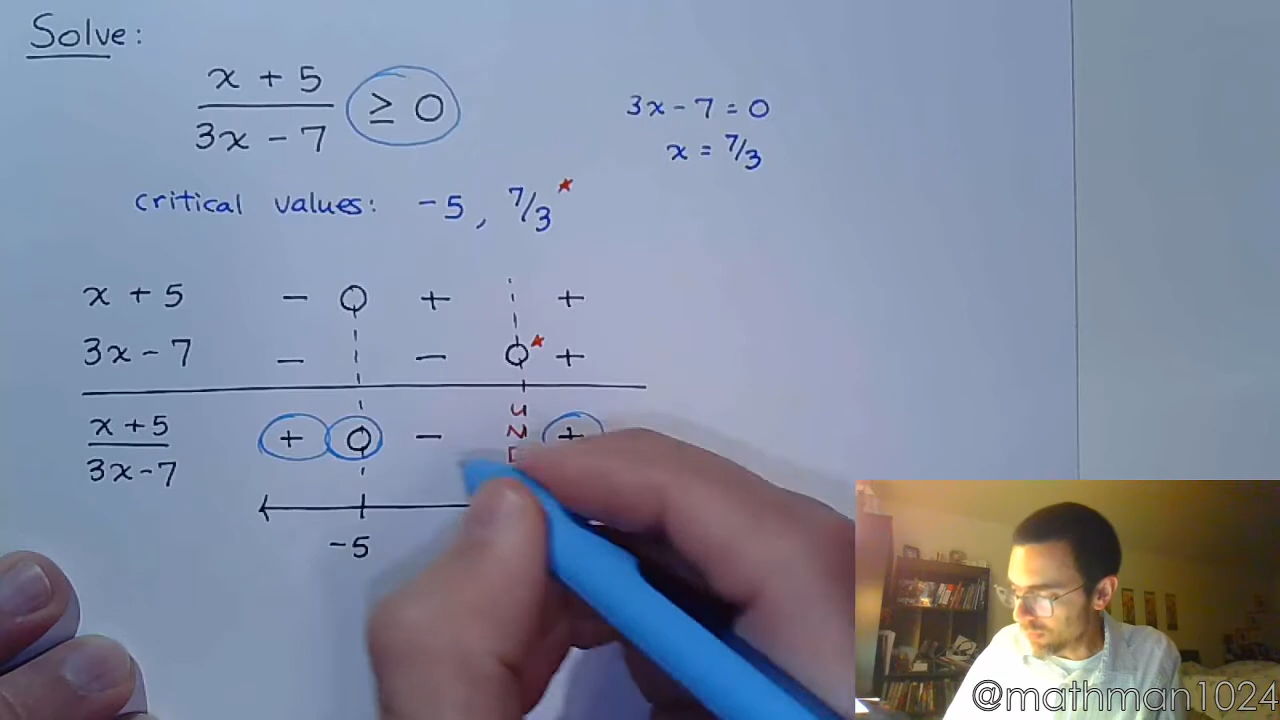 Solve:
x + 5
3x - 7
≥ 0
3x - 7 = 0
x = 7/3
critical values: -5, 7/3 *
x + 5 - 0 + +
3x - 7 - - 0* +
x + 5
3x - 7
+ 0 - UND +
-5
@mathman1024